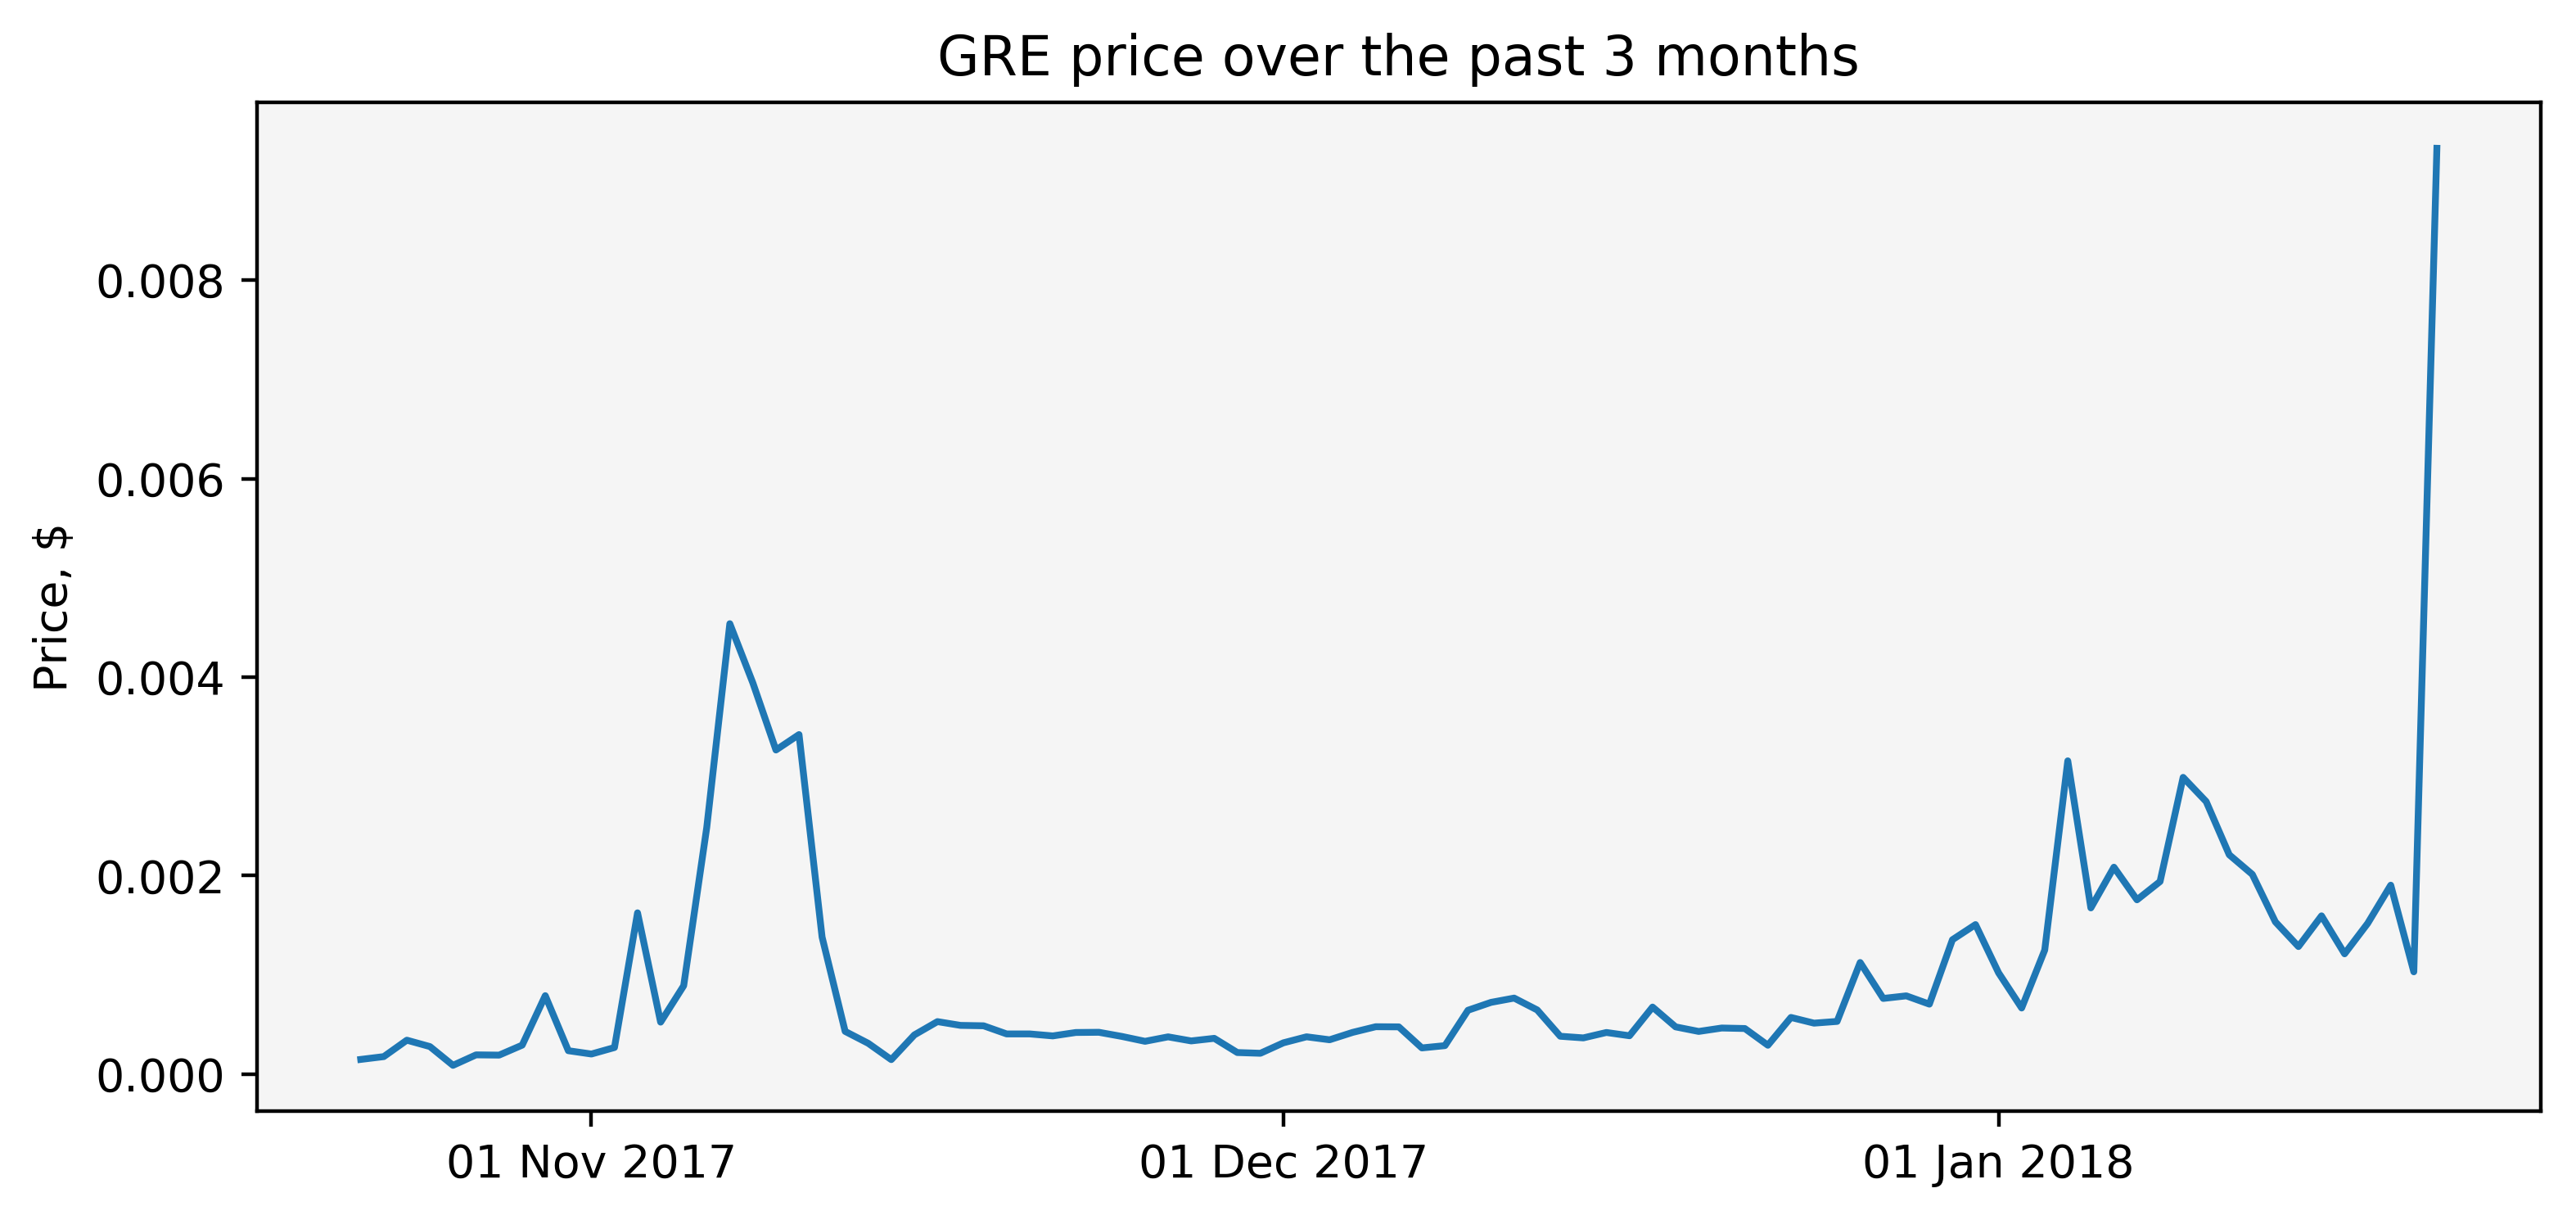 GRE price over the past 3 months
Price, $
0.008
0.006
0.004
0.002
0.000
01 Nov 2017
01 Dec 2017
01 Jan 2018